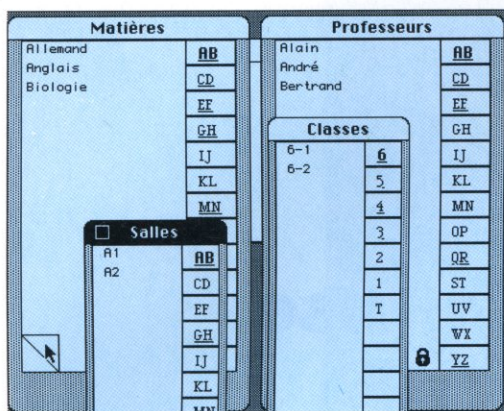 Matières
Allemand
Anglais
Biologie
AB
CD
EF
GH
IJ
KL
MN
Professeurs
Alain
André
Bertrand
AB
CD
EF
GH
IJ
KL
MN
OP
QR
ST
UV
WX
YZ
Classes
6-1
6-2
6
5
4
3
2
1
T
Salles
A1
A2
AB
CD
EF
GH
IJ
KL
MN